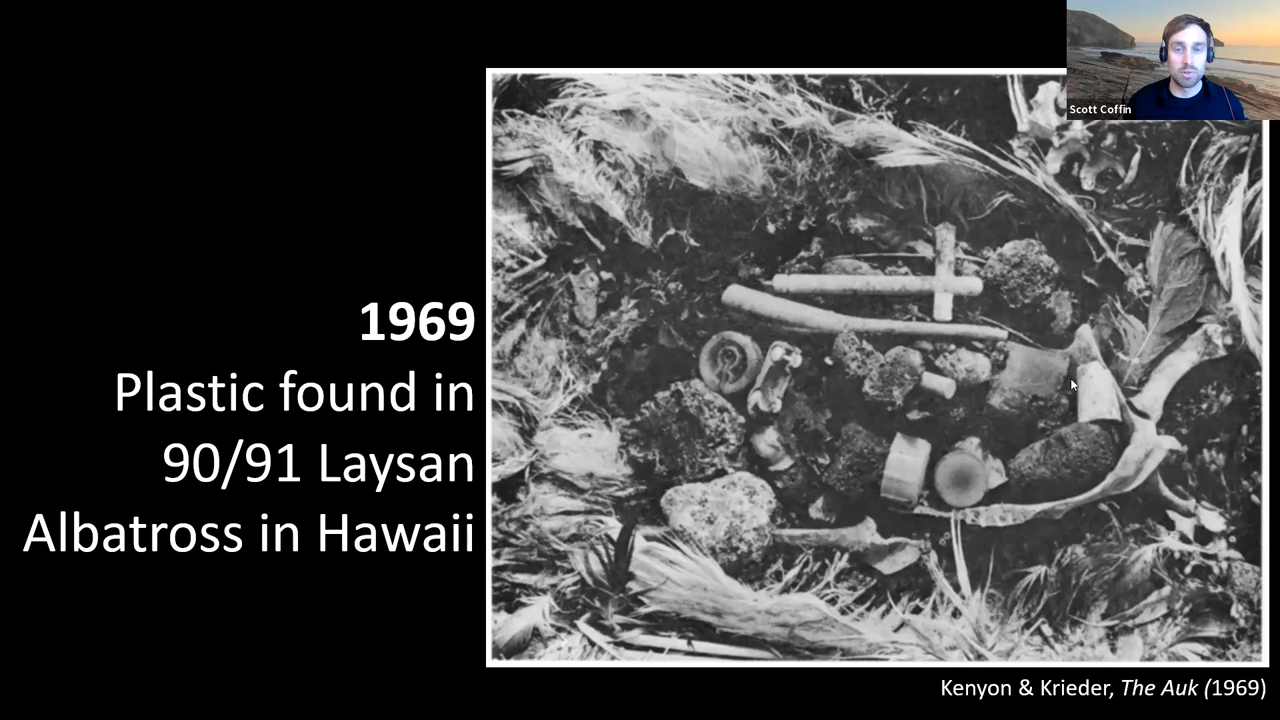 Scott Coffin
1969
Plastic found in
90/91 Laysan
Albatross in Hawaii
Kenyon & Krieder, The Auk (1969)